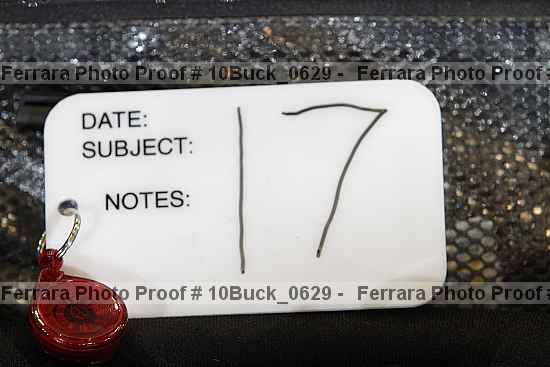 Ferrara Photo Proof # 10Buck_0629 - Ferrara Photo Proof #
DATE:
SUBJECT:
17
NOTES:
Ferrara Photo Proof # 10Buck_0629 - Ferrara Photo Proof #